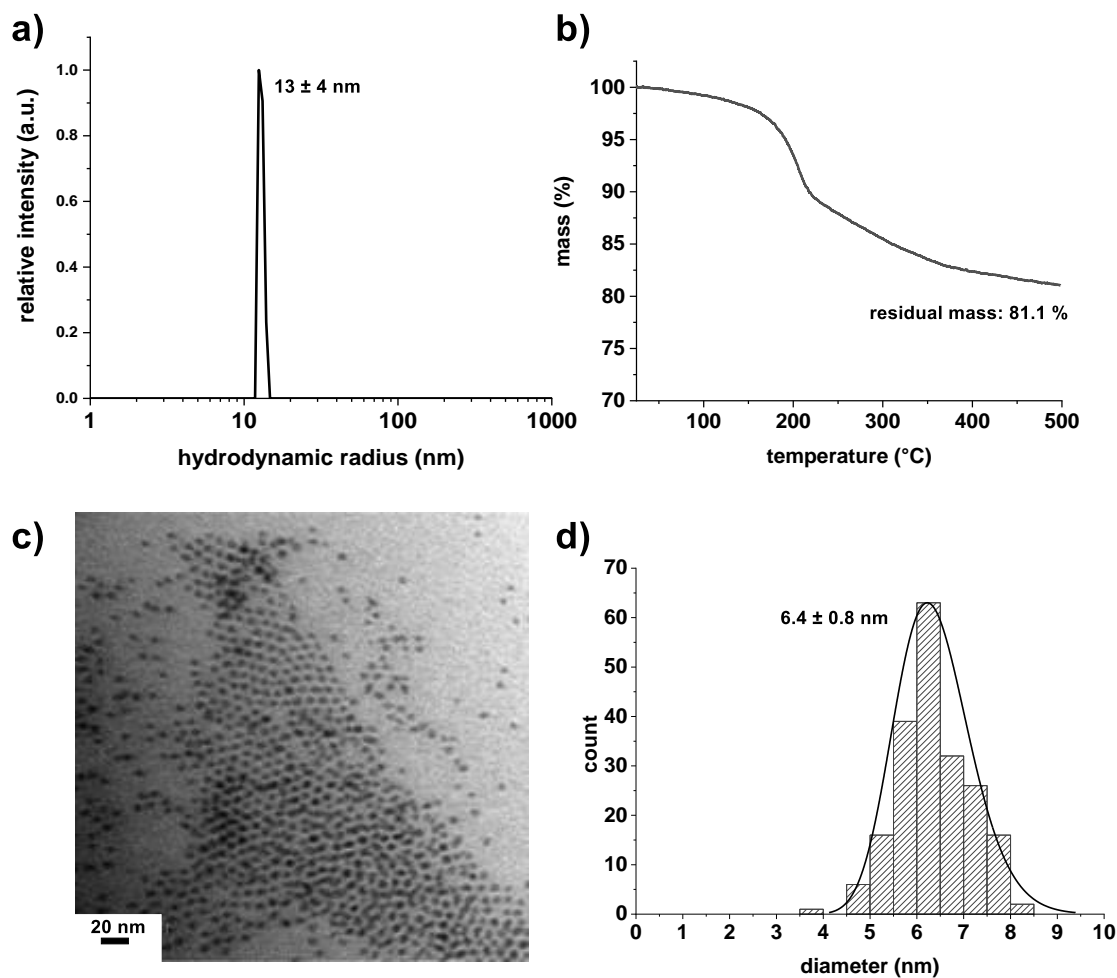 a)
1.0
0.8
0.6
0.4
0.2
0.0
relative intensity (a.u.)
13 ± 4 nm
1 10 100 1000
hydrodynamic radius (nm)
b)
100
95
90
85
80
75
70
mass (%)
residual mass: 81.1 %
100 200 300 400 500
temperature (°C)
c)
20 nm
d)
70
60
50
40
30
20
10
0
count
6.4 ± 0.8 nm
0 1 2 3 4 5 6 7 8 9 10
diameter (nm)